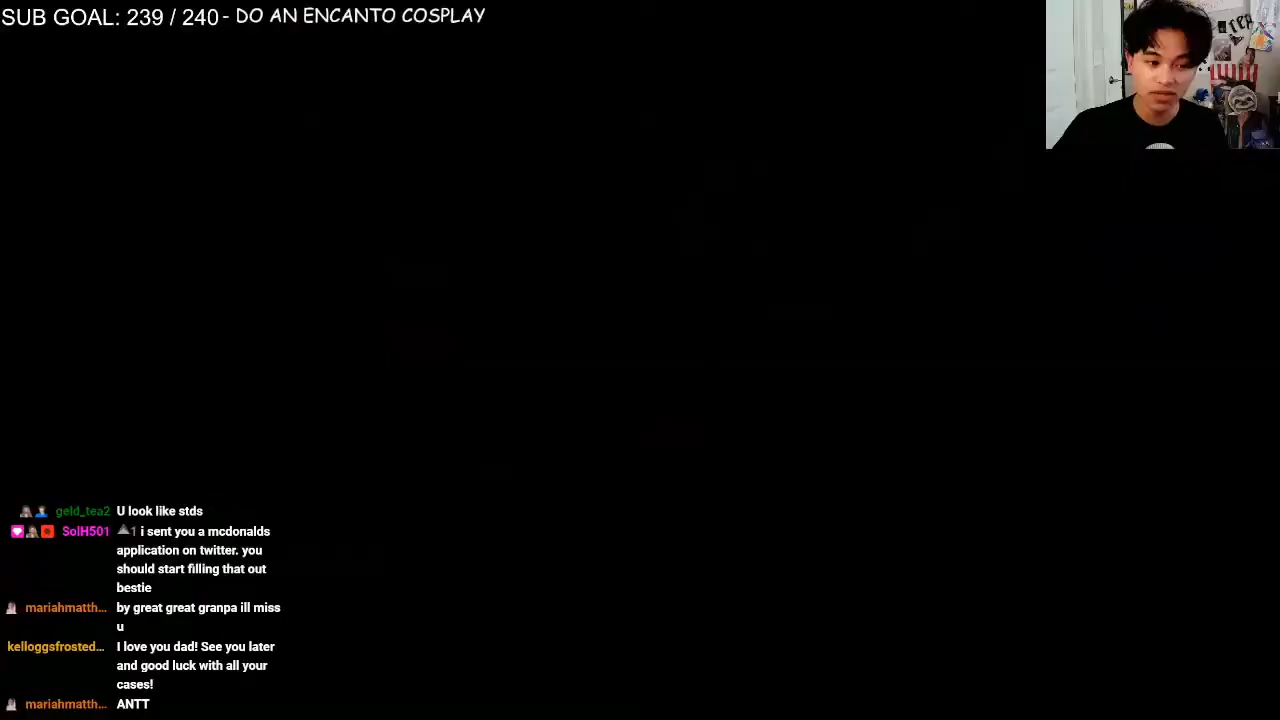 SUB GOAL: 239 / 240 - DO AN ENCANTO COSPLAY
geld_tea2 U look like stds
SolH501 1 i sent you a mcdonalds
application on twitter. you
should start filling that out
bestie
mariahmatth... by great great granpa ill miss
u
kelloggsfrosted... I love you dad! See you later
and good luck with all your
cases!
mariahmatth... ANTT